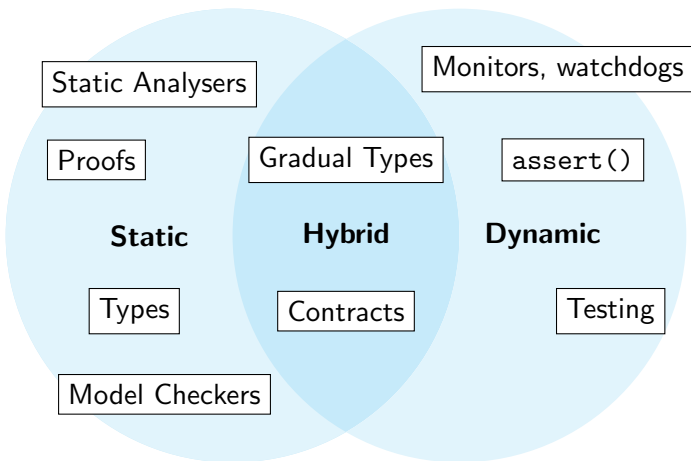 Monitors, watchdogs
Static Analysers
Proofs
Gradual Types
assert()
Static
Hybrid
Dynamic
Types
Contracts
Testing
Model Checkers